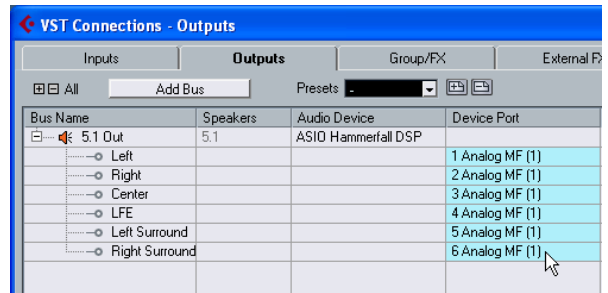 VST Connections - Outputs
Inputs Outputs Group/FX External FX
All Add Bus Presets -
Bus Name Speakers Audio Device Device Port
5.1 Out 5.1 ASIO Hammerfall DSP
Left 1 Analog MF (1)
Right 2 Analog MF (1)
Center 3 Analog MF (1)
LFE 4 Analog MF (1)
Left Surround 5 Analog MF (1)
Right Surround 6 Analog MF (1)